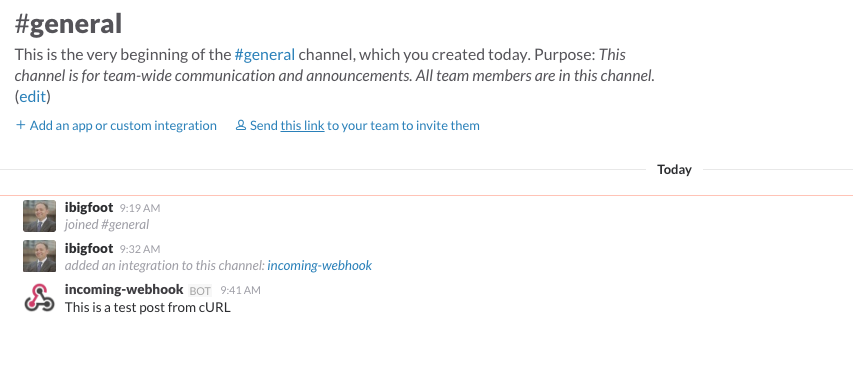 #general
This is the very beginning of the #general channel, which you created today. Purpose: This
channel is for team-wide communication and announcements. All team members are in this channel.
(edit)
+ Add an app or custom integration Send this link to your team to invite them
Today
ibigfoot 9:19 AM
joined #general
ibigfoot 9:32 AM
added an integration to this channel: incoming-webhook
incoming-webhook BOT 9:41 AM
This is a test post from cURL